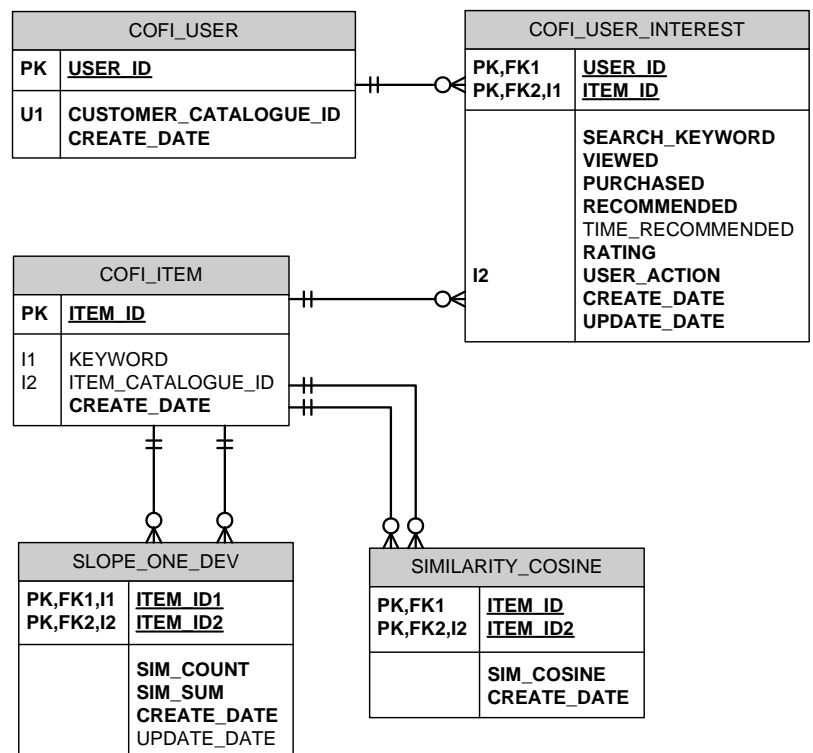 COFI_USER
PK USER_ID
U1 CUSTOMER_CATALOGUE_ID
CREATE_DATE
COFI_USER_INTEREST
PK,FK1 USER_ID
PK,FK2,I1 ITEM_ID
SEARCH_KEYWORD
VIEWED
PURCHASED
RECOMMENDED
TIME_RECOMMENDED
RATING
I2 USER_ACTION
CREATE_DATE
UPDATE_DATE
COFI_ITEM
PK ITEM_ID
I1 KEYWORD
I2 ITEM_CATALOGUE_ID
CREATE_DATE
SLOPE_ONE_DEV
PK,FK1,I1 ITEM_ID1
PK,FK2,I2 ITEM_ID2
SIM_COUNT
SIM_SUM
CREATE_DATE
UPDATE_DATE
SIMILARITY_COSINE
PK,FK1 ITEM_ID
PK,FK2,I2 ITEM_ID2
SIM_COSINE
CREATE_DATE